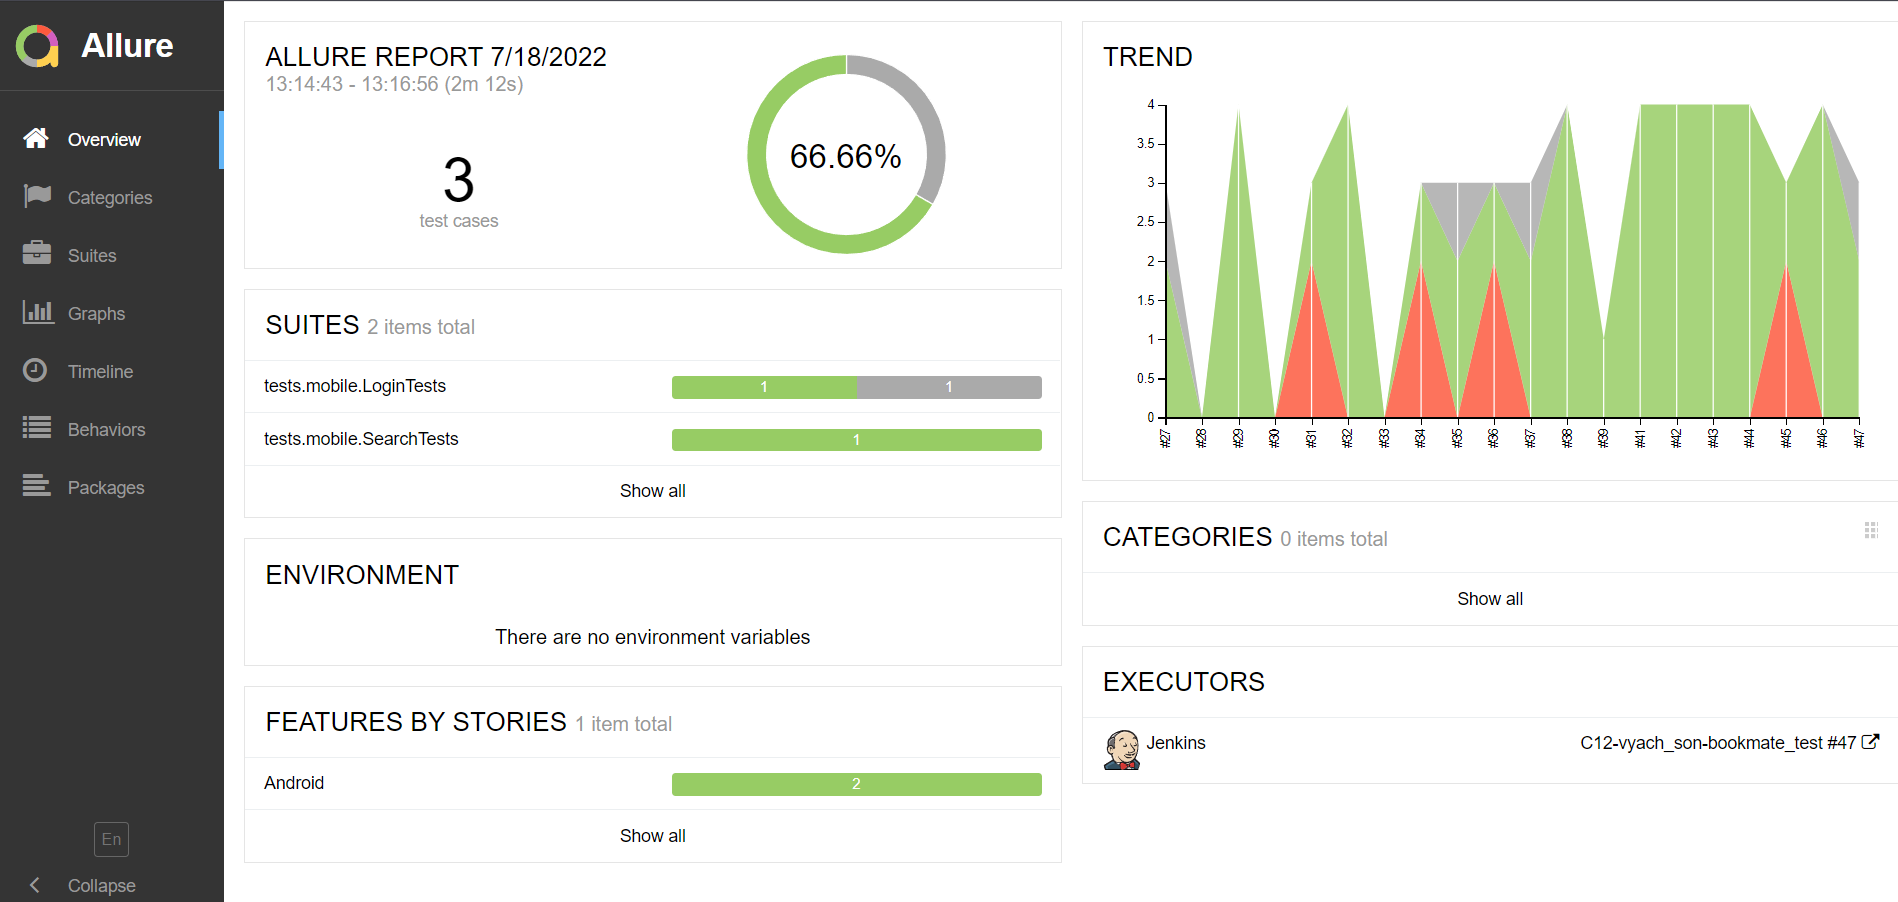 Allure
Overview
Categories
Suites
Graphs
Timeline
Behaviors
Packages
En
Collapse
ALLURE REPORT 7/18/2022
13:14:43 - 13:16:56 (2m 12s)
3
test cases
66.66%
SUITES 2 items total
tests.mobile.LoginTests 1 1
tests.mobile.SearchTests 1
Show all
ENVIRONMENT
There are no environment variables
FEATURES BY STORIES 1 item total
Android 2
Show all
TREND
4
3.5
3
2.5
2
1.5
1
0.5
0
#27 #28 #29 #30 #31 #32 #33 #34 #35 #36 #37 #38 #39 #41 #42 #43 #44 #45 #46 #47
CATEGORIES 0 items total
Show all
EXECUTORS
Jenkins C12-vyach_son-bookmate_test #47